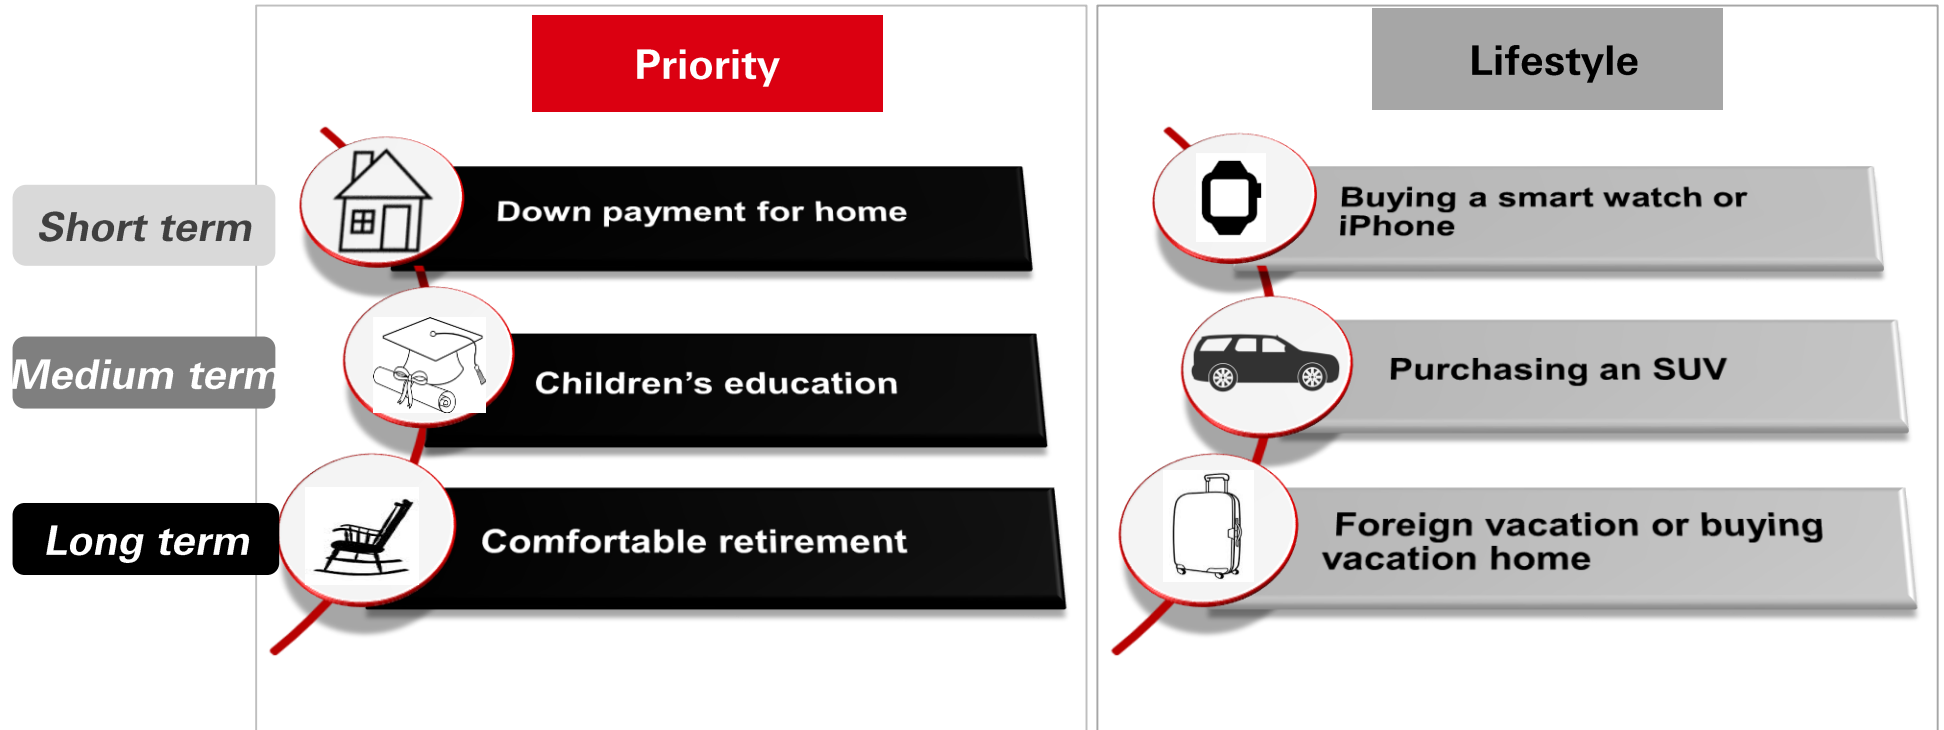 Priority
Lifestyle
Short term
Down payment for home
Buying a smart watch or
iPhone
Medium term
Children’s education
Purchasing an SUV
Long term
Comfortable retirement
Foreign vacation or buying
vacation home